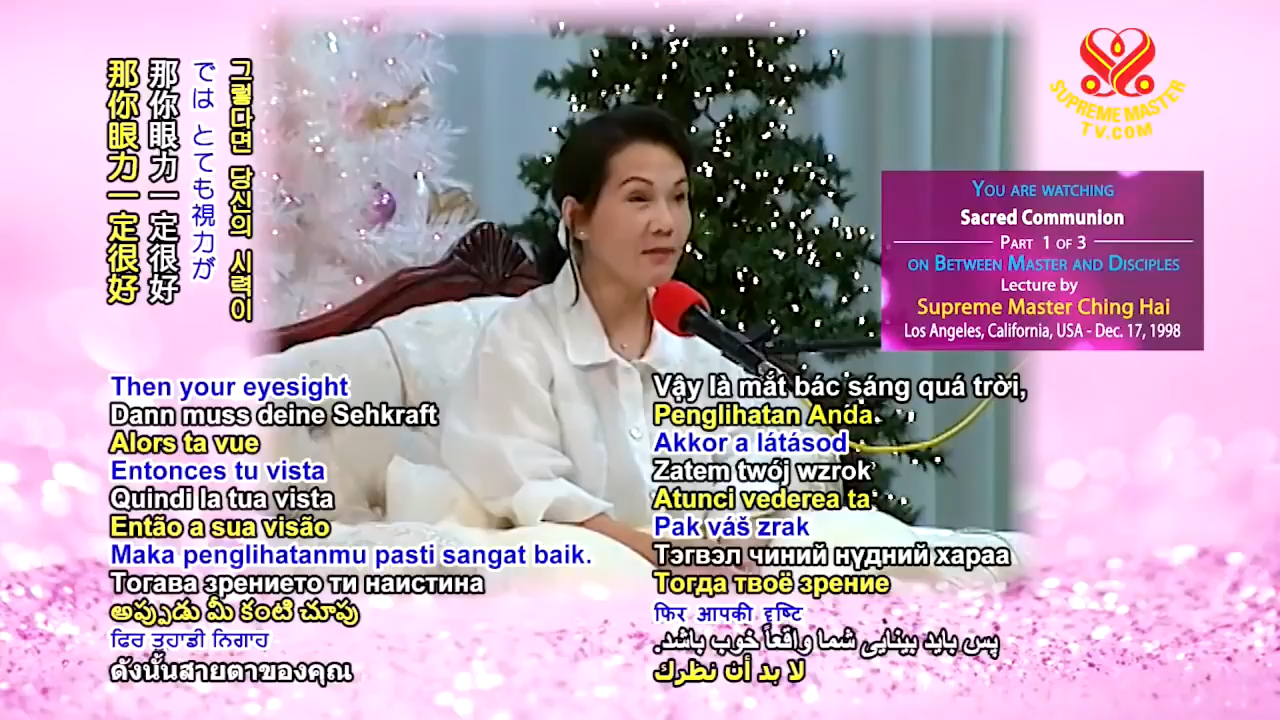 그렇다면 당신의 시력이
では とても視力が
那你眼力一定很好
那你眼力一定很好
SUPREME MASTER
TV.COM
You are watching
Sacred Communion
Part 1 of 3
on Between Master and Disciples
Lecture by
Supreme Master Ching Hai
Los Angeles, California, USA - Dec. 17, 1998
Then your eyesight
Dann muss deine Sehkraft
Alors ta vue
Entonces tu vista
Quindi la tua vista
Então a sua visão
Maka penglihatanmu pasti sangat baik.
Тогава зрението ти наистина
అప్పుడు మీ కంటి చూపు
ਫਿਰ ਤੁਹਾਡੀ ਨਿਗਾਹ
ดังนั้นสายตาของคุณ
Vậy là mắt bác sáng quá trời,
Penglihatan Anda
Akkor a látásod
Zatem twój wzrok
Atunci vederea ta
Pak váš zrak
Тэгвэл чиний нүдний хараа
Тогда твоё зрение
फिर आपकी दृष्टि
پس باید بینایی شما واقعاً خوب باشد.
لا بد أن نظرك